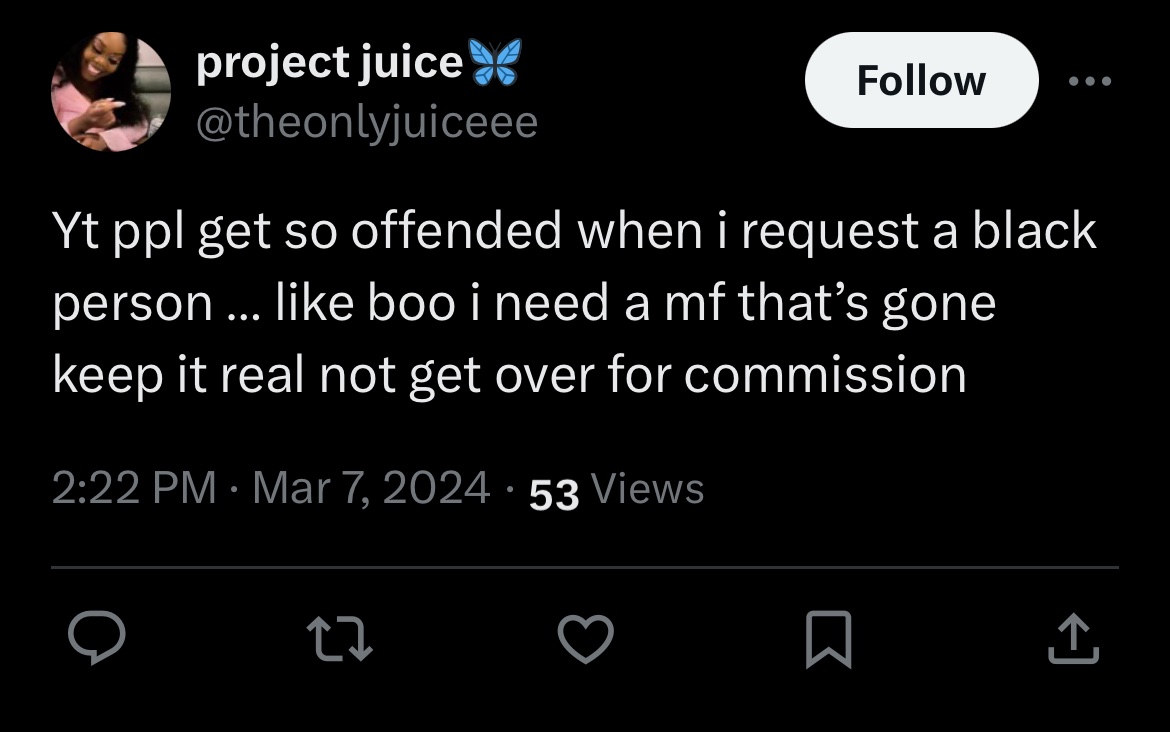 project juice🦋
@theonlyjuiceee
Follow
Yt ppl get so offended when i request a black
person ... like boo i need a mf that’s gone
keep it real not get over for commission
2:22 PM · Mar 7, 2024 · 53 Views